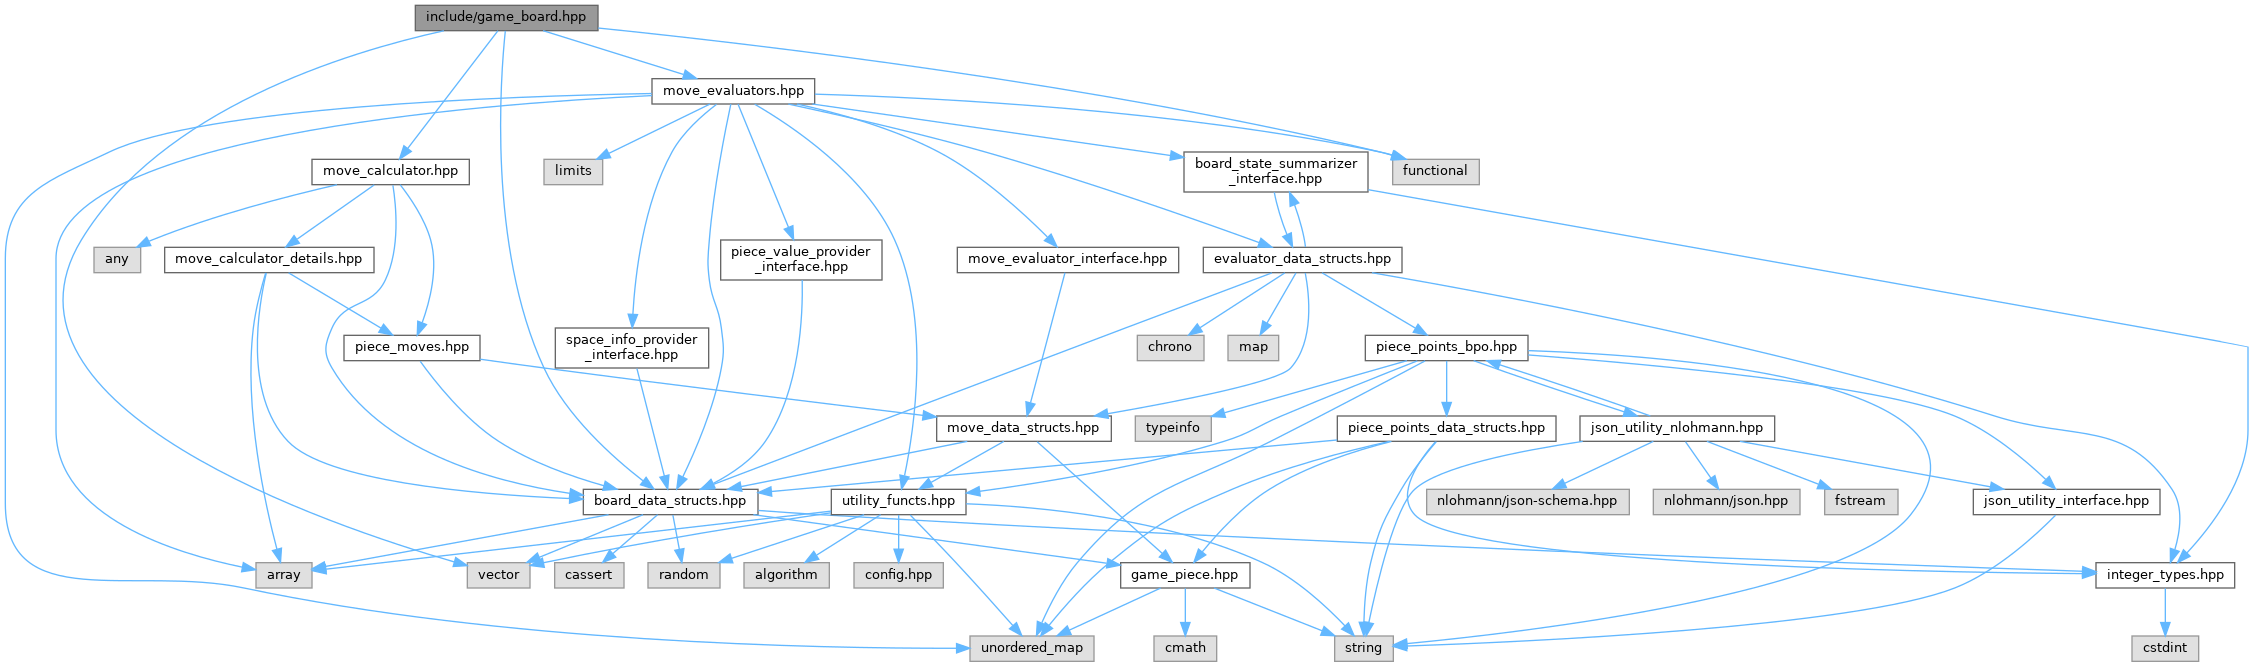 include/game_board.hpp
move_evaluators.hpp
move_calculator.hpp
limits
board_state_summarizer
_interface.hpp
functional
any
move_calculator_details.hpp
piece_value_provider
_interface.hpp
move_evaluator_interface.hpp
evaluator_data_structs.hpp
piece_moves.hpp
space_info_provider
_interface.hpp
chrono
map
piece_points_bpo.hpp
move_data_structs.hpp
typeinfo
piece_points_data_structs.hpp
json_utility_nlohmann.hpp
board_data_structs.hpp
utility_functs.hpp
nlohmann/json-schema.hpp
nlohmann/json.hpp
fstream
json_utility_interface.hpp
array
vector
cassert
random
algorithm
config.hpp
game_piece.hpp
integer_types.hpp
unordered_map
cmath
string
cstdint